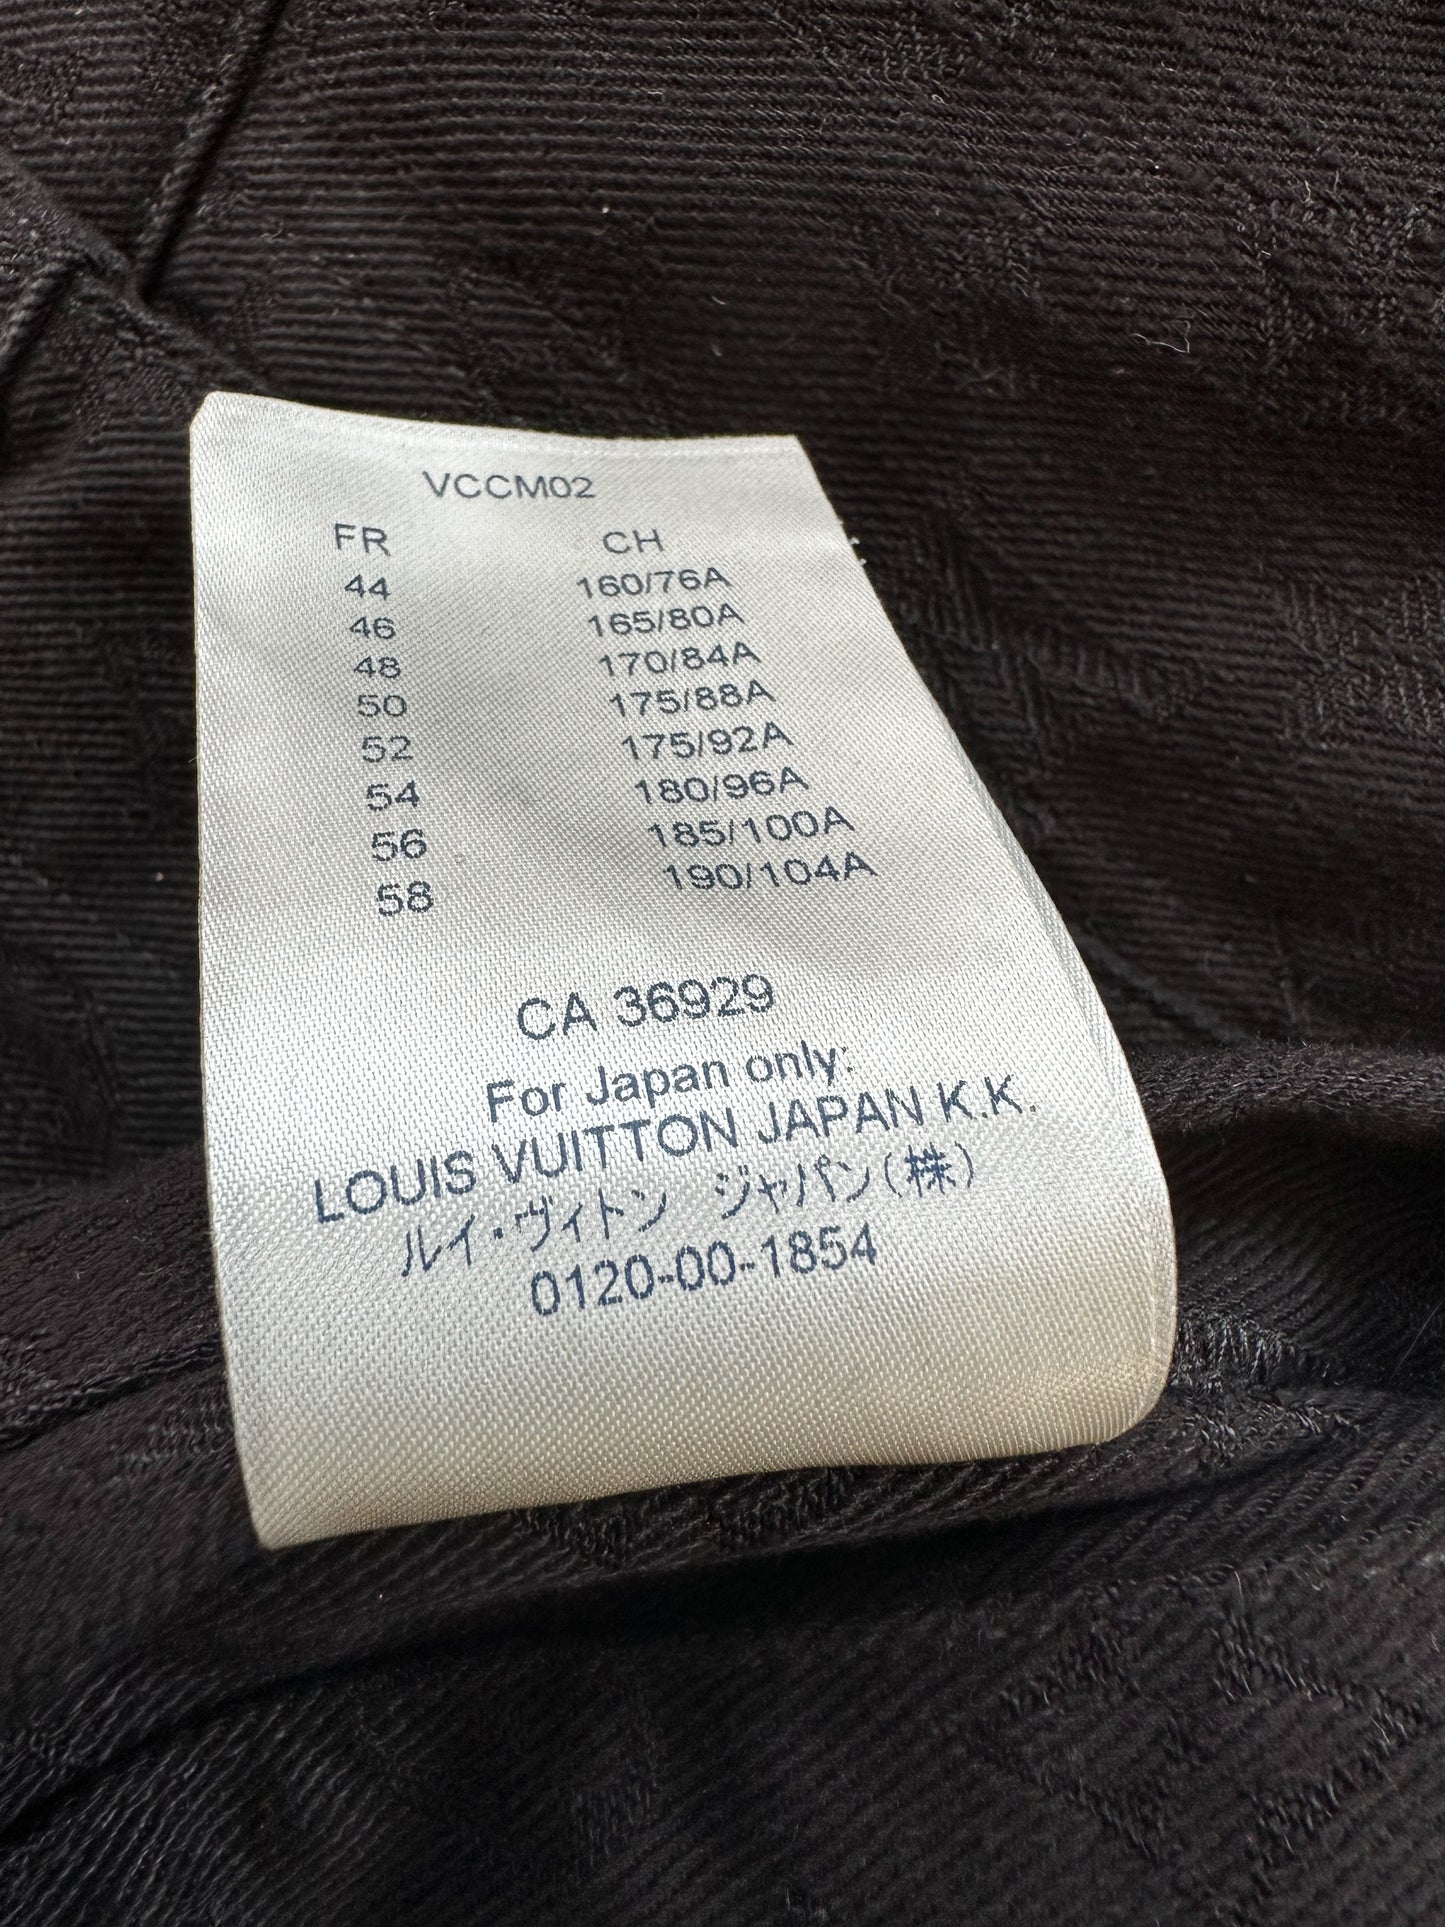 VCCM02
FR CH
44 160/76A
46 165/80A
48 170/84A
50 175/88A
52 175/92A
54 180/96A
56 185/100A
58 190/104A
CA 36929
For Japan only:
LOUIS VUITTON JAPAN K.K.
ルイ・ヴィトン ジャパン(株)
0120-00-1854